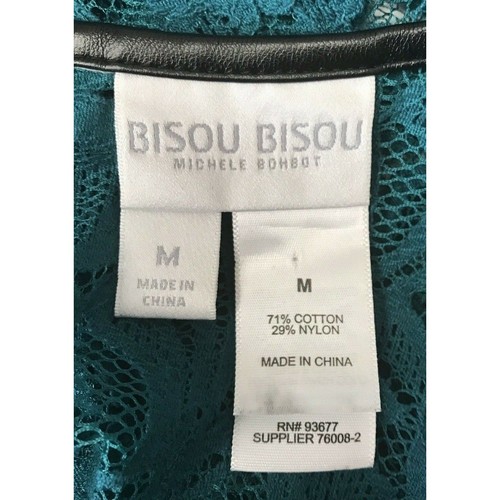 BISOU BISOU
MICHELE BOHBOT
M
MADE IN
CHINA
M
71% COTTON
29% NYLON
MADE IN CHINA
RN# 93677
SUPPLIER 76008-2